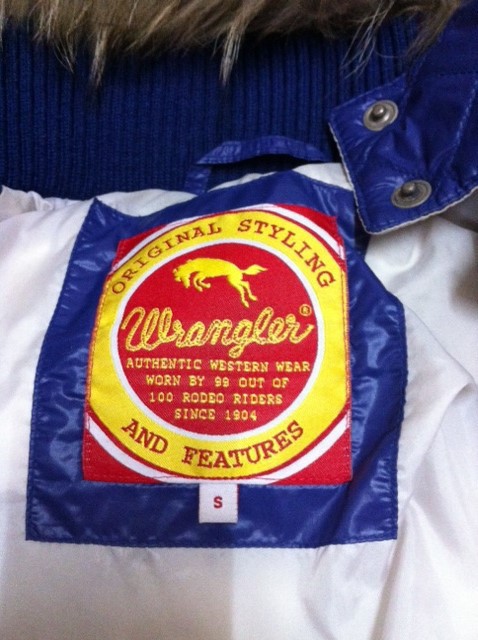 ORIGINAL STYLING
Wrangler®
AUTHENTIC WESTERN WEAR
WORN BY 99 OUT OF
100 RODEO RIDERS
SINCE 1904
AND FEATURES
S